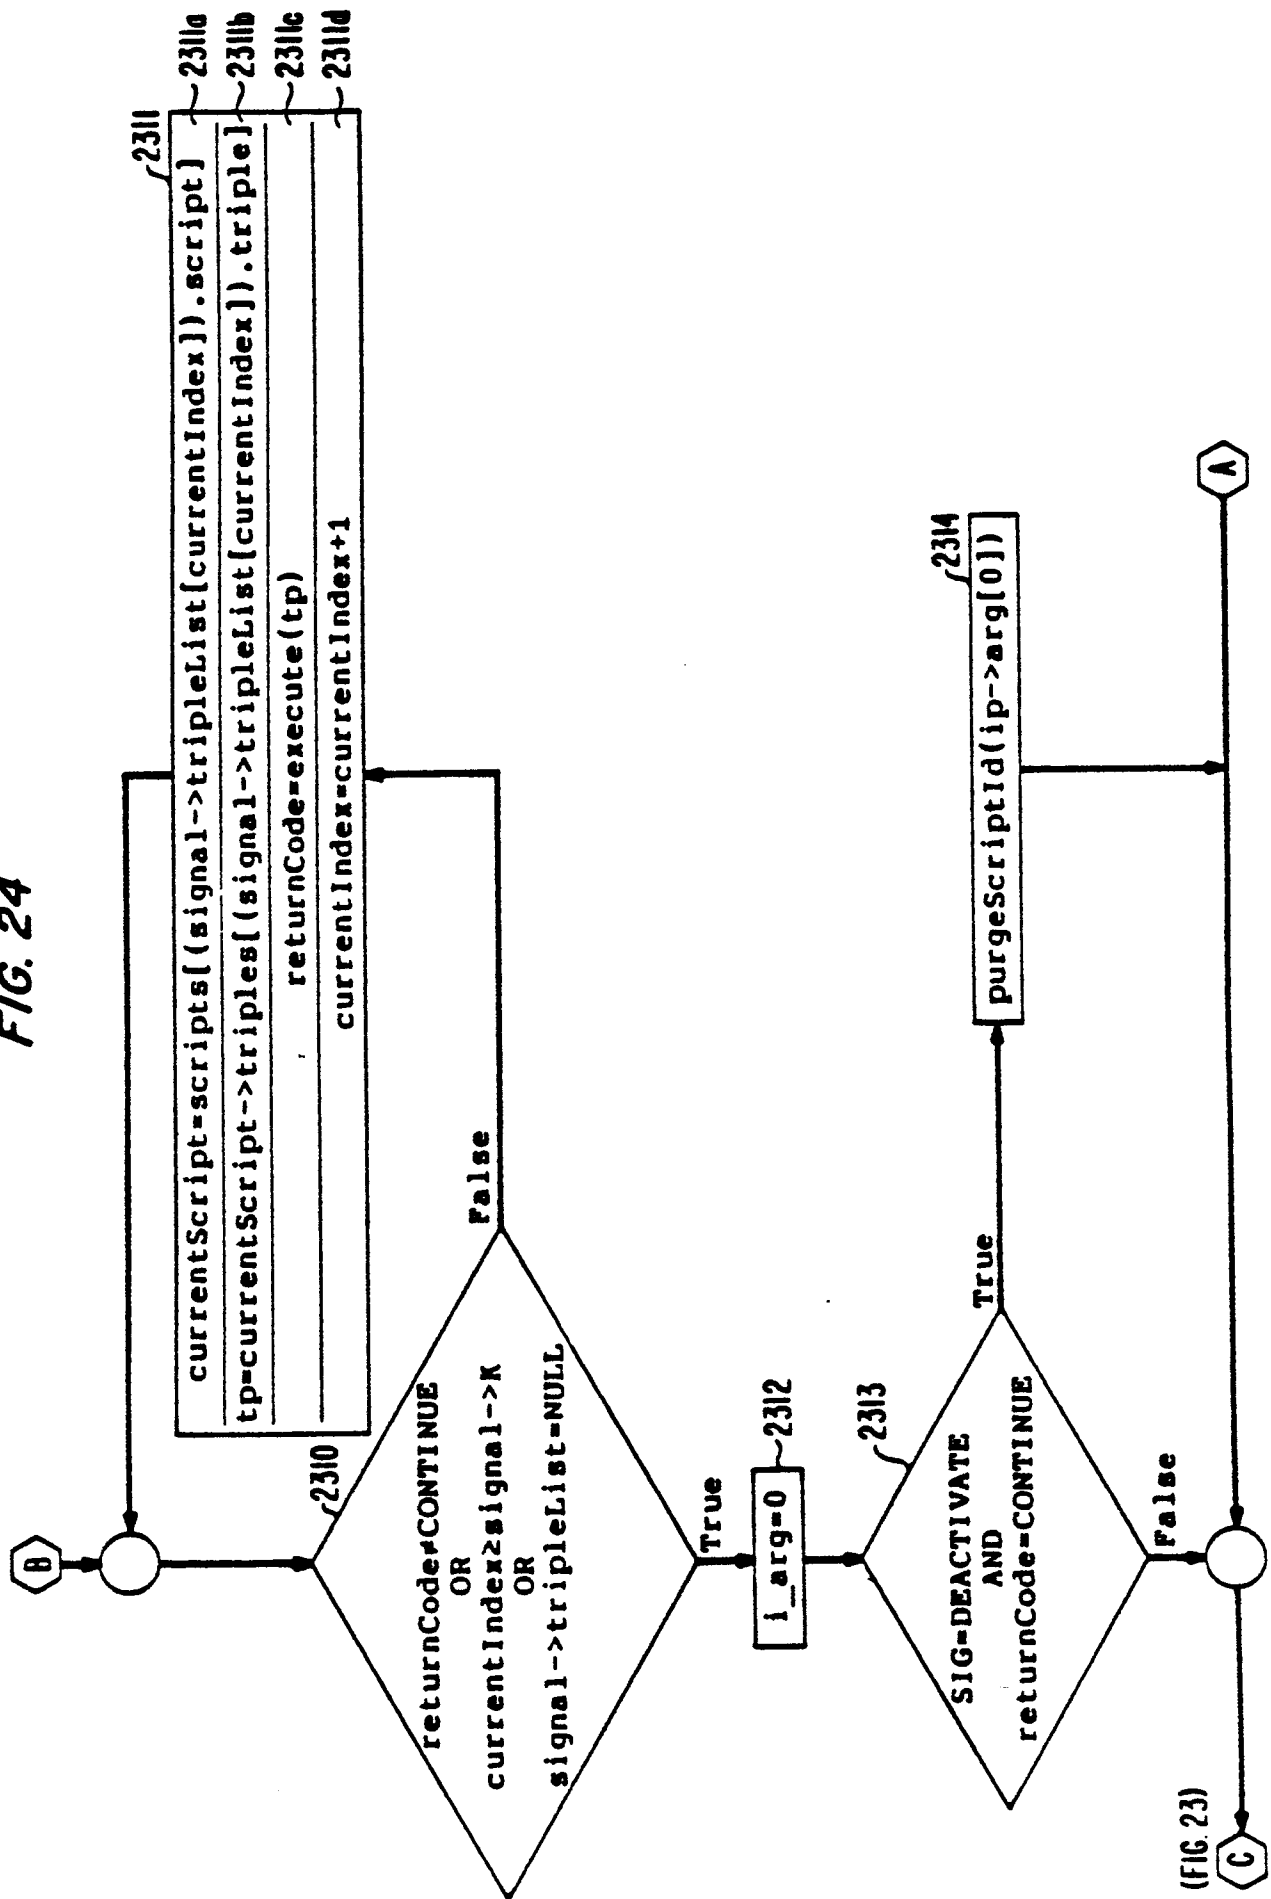 FIG. 24
B
2311
currentScript=scripts[(signal->tripleList[currentIndex]).script]
2311a
tp=currentScript->triples[(signal->tripleList[currentIndex]).triple]
2311b
returnCode=execute(tp)
2311c
currentIndex=currentIndex+1
2311d
2310
returnCode≠CONTINUE
OR
currentIndex≥signal->K
OR
signal->tripleList=NULL
False
True
i_arg=0
2312
2313
SIG=DEACTIVATE
AND
returnCode=CONTINUE
True
False
2314
purgeScriptId(ip->arg[0])
A
(FIG. 23)
C